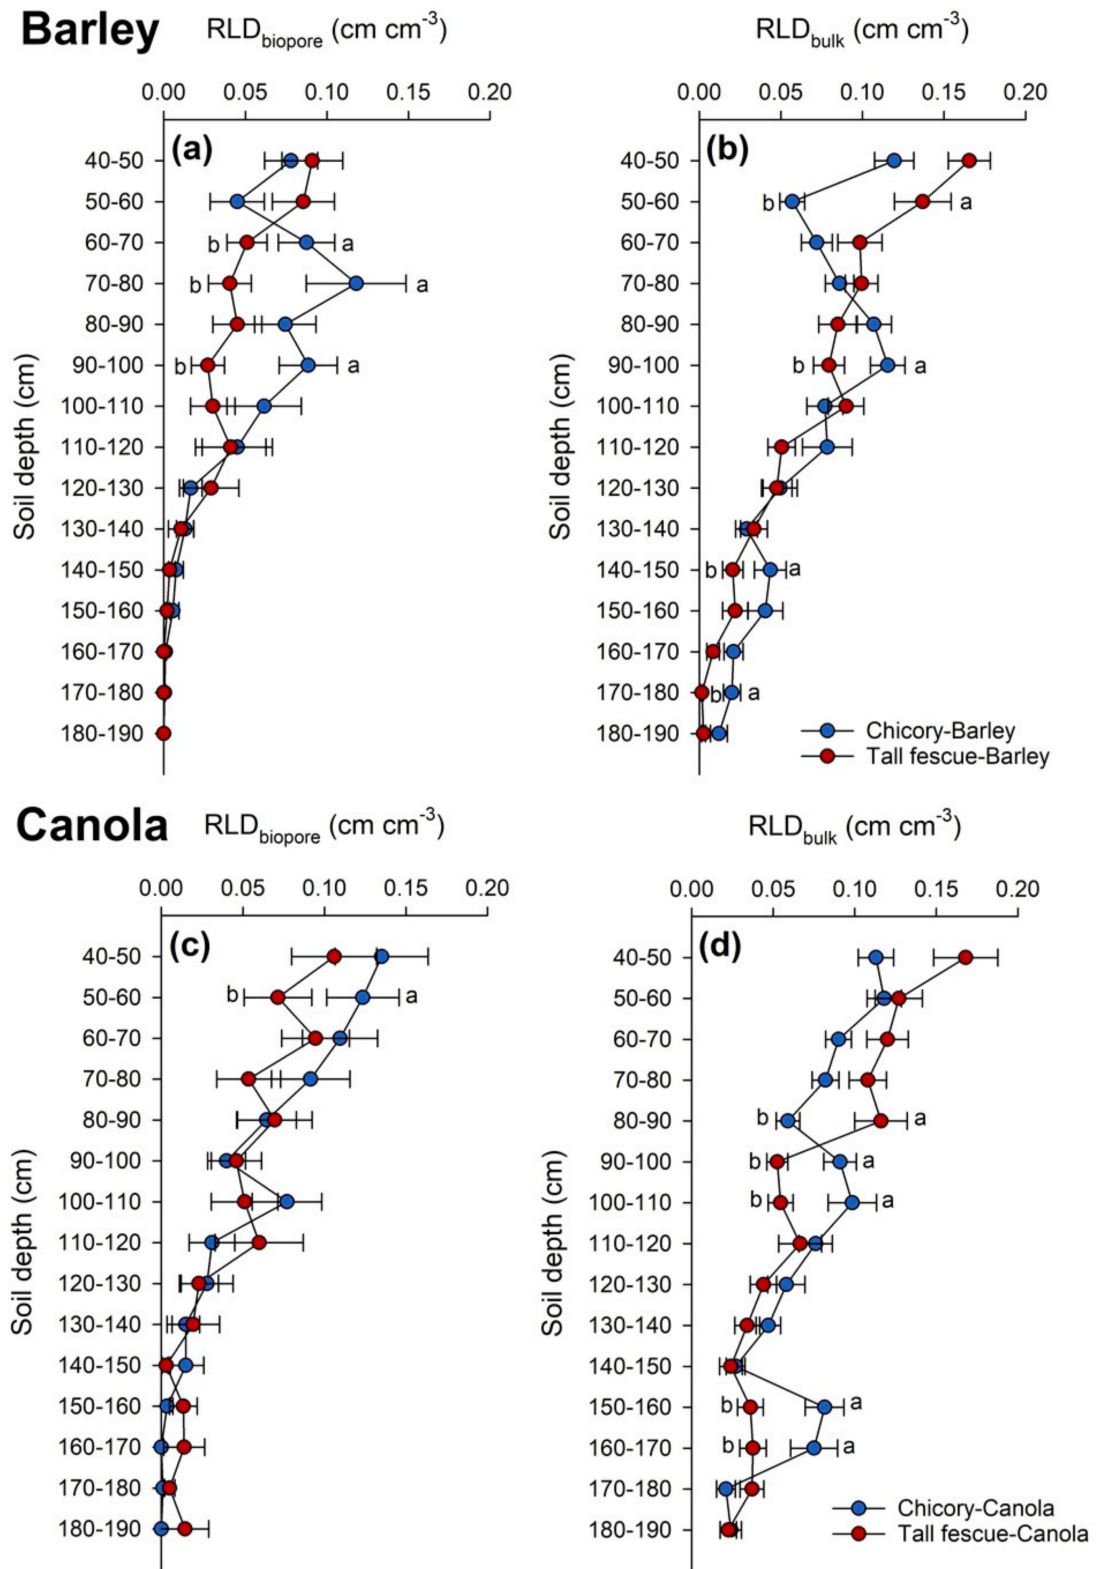 Barley RLDbiopore (cm cm-3) RLDbulk (cm cm-3)
0.00 0.05 0.10 0.15 0.20 0.00 0.05 0.10 0.15 0.20
(a) (b)
40-50 40-50
50-60 b a 50-60
60-70 b a 60-70
70-80 b a 70-80
80-90 80-90
Soil depth (cm) Soil depth (cm)
90-100 b a 90-100 b a
100-110 100-110
110-120 110-120
120-130 120-130
130-140 130-140
140-150 140-150 b a
150-160 150-160
160-170 160-170
170-180 170-180 b a
180-190 180-190
Chicory-Barley
Tall fescue-Barley
Canola RLDbiopore (cm cm-3) RLDbulk (cm cm-3)
0.00 0.05 0.10 0.15 0.20 0.00 0.05 0.10 0.15 0.20
(c) (d)
40-50 40-50
50-60 b a 50-60
60-70 60-70
70-80 70-80
80-90 80-90 b a
Soil depth (cm) Soil depth (cm)
90-100 90-100 b a
100-110 100-110 b a
110-120 110-120
120-130 120-130
130-140 130-140
140-150 140-150
150-160 150-160 b a
160-170 160-170 b a
170-180 170-180
180-190 180-190
Chicory-Canola
Tall fescue-Canola